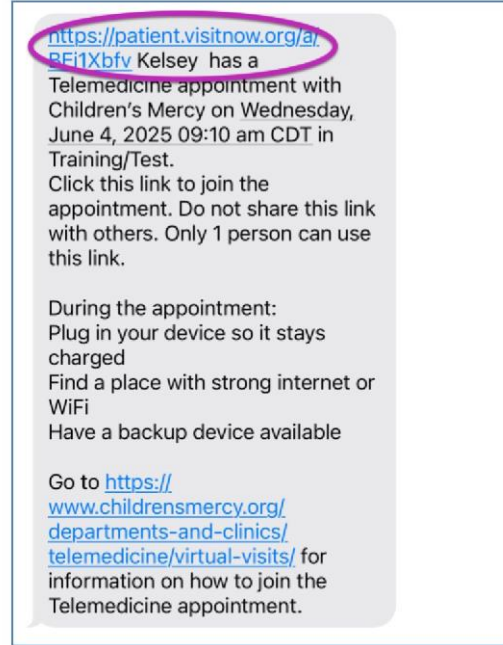 https://patient.visitnow.org/a/
BEj1Xbfv Kelsey has a
Telemedicine appointment with
Children's Mercy on Wednesday,
June 4, 2025 09:10 am CDT in
Training/Test.
Click this link to join the
appointment. Do not share this link
with others. Only 1 person can use
this link.
During the appointment:
Plug in your device so it stays
charged
Find a place with strong internet or
WiFi
Have a backup device available
Go to https://
www.childrensmercy.org/
departments-and-clinics/
telemedicine/virtual-visits/ for
information on how to join the
Telemedicine appointment.